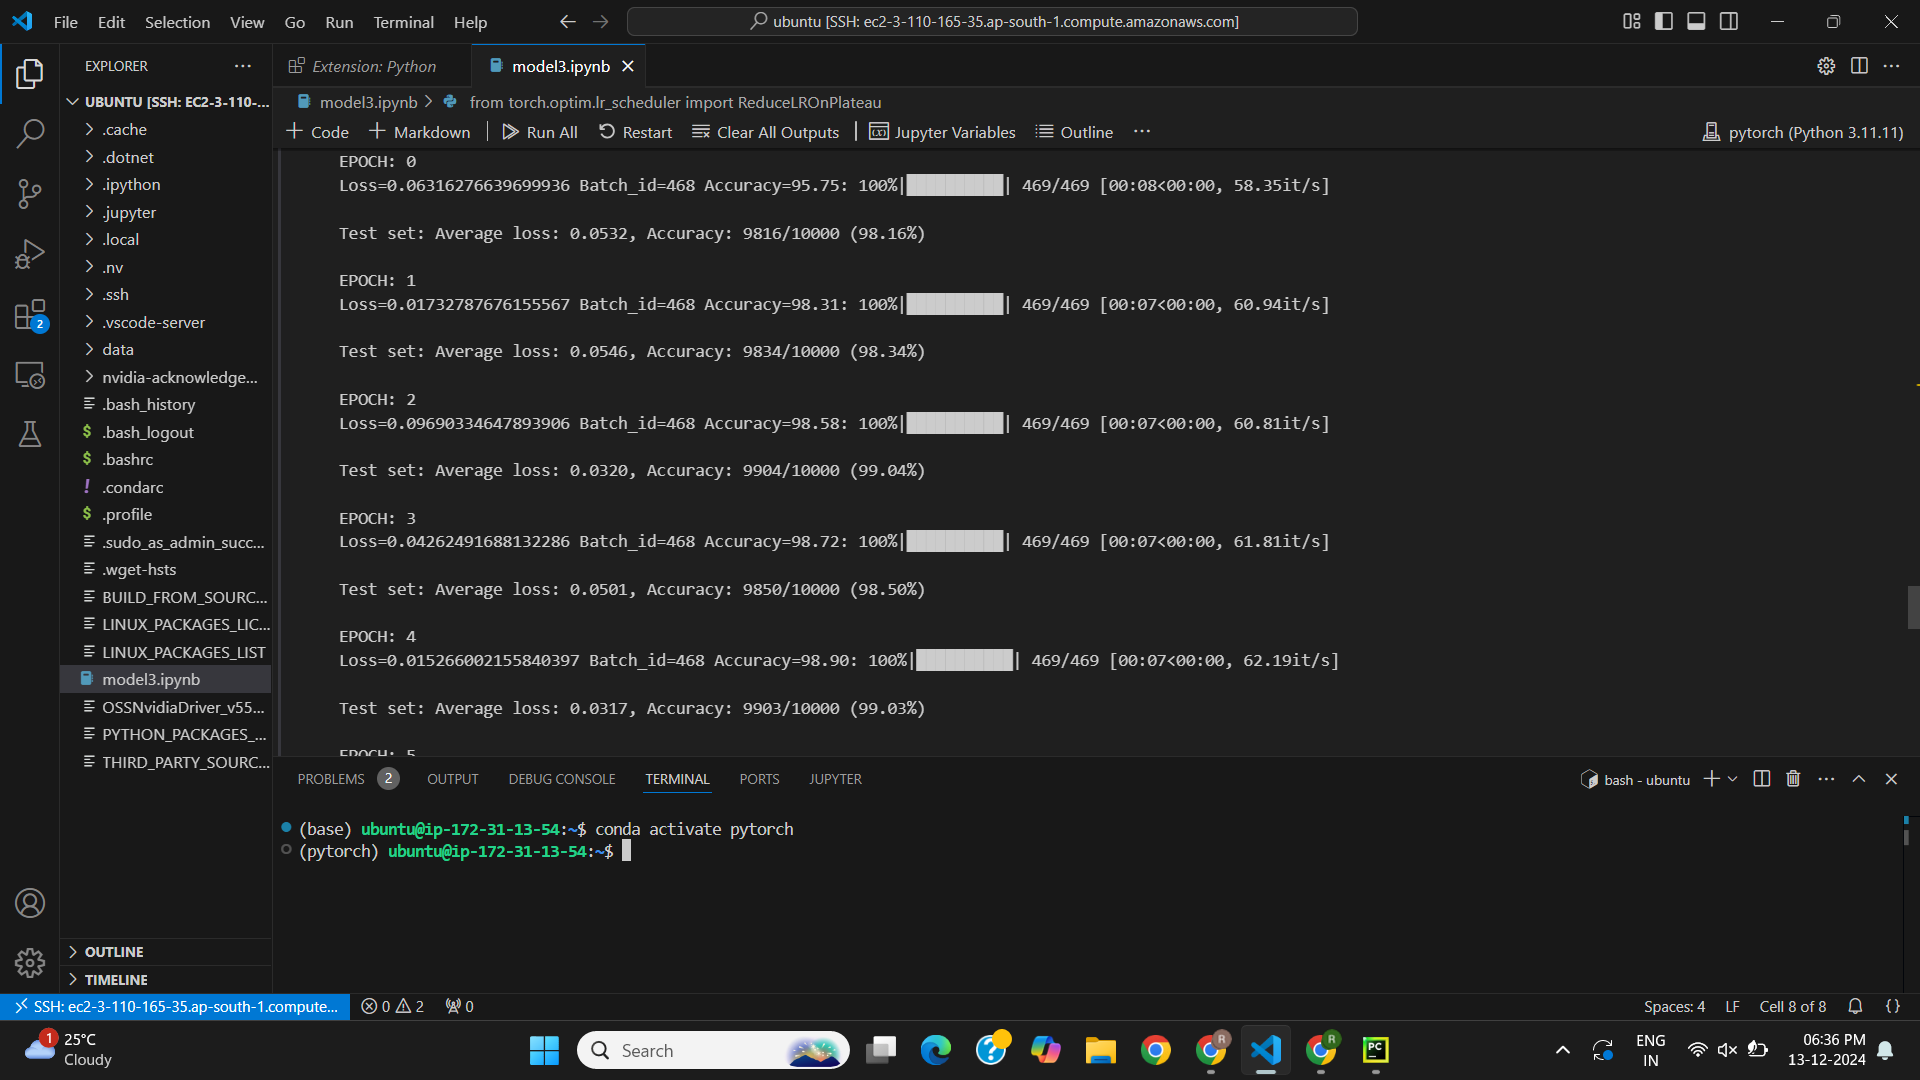 File Edit Selection View Go Run Terminal Help
ubuntu [SSH: ec2-3-110-165-35.ap-south-1.compute.amazonaws.com]
EXPLORER
Extension: Python
model3.ipynb
UBUNTU [SSH: EC2-3-110-...
model3.ipynb > from torch.optim.lr_scheduler import ReduceLROnPlateau
Code Markdown Run All Restart Clear All Outputs Jupyter Variables Outline
pytorch (Python 3.11.11)
.cache
.dotnet
.ipython
.jupyter
.local
.nv
.ssh
.vscode-server
data
nvidia-acknowledge...
.bash_history
.bash_logout
.bashrc
.condarc
.profile
.sudo_as_admin_succ...
.wget-hsts
BUILD_FROM_SOURC...
LINUX_PACKAGES_LIC...
LINUX_PACKAGES_LIST
model3.ipynb
OSSNvidiaDriver_v55...
PYTHON_PACKAGES_...
THIRD_PARTY_SOURC...
2
OUTLINE
TIMELINE
EPOCH: 0
Loss=0.06316276639699936 Batch_id=468 Accuracy=95.75: 100%|██████████| 469/469 [00:08<00:00, 58.35it/s]
Test set: Average loss: 0.0532, Accuracy: 9816/10000 (98.16%)
EPOCH: 1
Loss=0.01732787676155567 Batch_id=468 Accuracy=98.31: 100%|██████████| 469/469 [00:07<00:00, 60.94it/s]
Test set: Average loss: 0.0546, Accuracy: 9834/10000 (98.34%)
EPOCH: 2
Loss=0.09690334647893906 Batch_id=468 Accuracy=98.58: 100%|██████████| 469/469 [00:07<00:00, 60.81it/s]
Test set: Average loss: 0.0320, Accuracy: 9904/10000 (99.04%)
EPOCH: 3
Loss=0.04262491688132286 Batch_id=468 Accuracy=98.72: 100%|██████████| 469/469 [00:07<00:00, 61.81it/s]
Test set: Average loss: 0.0501, Accuracy: 9850/10000 (98.50%)
EPOCH: 4
Loss=0.015266002155840397 Batch_id=468 Accuracy=98.90: 100%|██████████| 469/469 [00:07<00:00, 62.19it/s]
Test set: Average loss: 0.0317, Accuracy: 9903/10000 (99.03%)
EPOCH: 5
PROBLEMS 2 OUTPUT DEBUG CONSOLE TERMINAL PORTS JUPYTER
bash - ubuntu
(base) ubuntu@ip-172-31-13-54:~$ conda activate pytorch
(pytorch) ubuntu@ip-172-31-13-54:~$
SSH: ec2-3-110-165-35.ap-south-1.compute... 0 2 0
Spaces: 4 LF Cell 8 of 8
1
25°C
Cloudy
Search
R
R
PC
ENG
IN
06:36 PM
13-12-2024